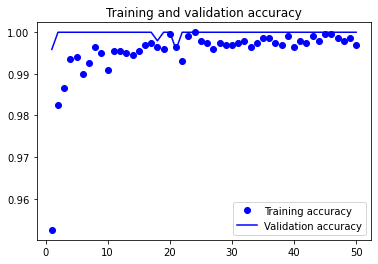 Training and validation accuracy
1.00
0.99
0.98
0.97
0.96
Training accuracy
Validation accuracy
0 10 20 30 40 50